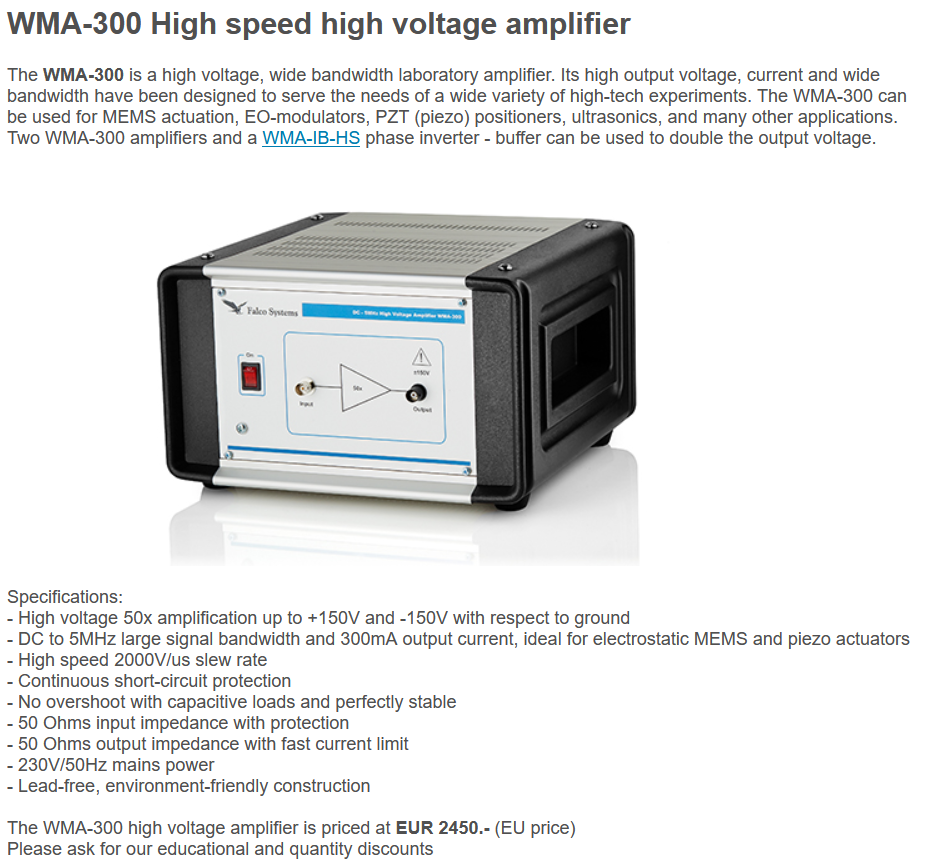 WMA-300 High speed high voltage amplifier
The WMA-300 is a high voltage, wide bandwidth laboratory amplifier. Its high output voltage, current and wide
bandwidth have been designed to serve the needs of a wide variety of high-tech experiments. The WMA-300 can
be used for MEMS actuation, EO-modulators, PZT (piezo) positioners, ultrasonics, and many other applications.
Two WMA-300 amplifiers and a WMA-IB-HS phase inverter - buffer can be used to double the output voltage.
Falco Systems
DC - 5MHz High Voltage Amplifier WMA-300
On
±150V
50x
Input
Output
Specifications:
- High voltage 50x amplification up to +150V and -150V with respect to ground
- DC to 5MHz large signal bandwidth and 300mA output current, ideal for electrostatic MEMS and piezo actuators
- High speed 2000V/us slew rate
- Continuous short-circuit protection
- No overshoot with capacitive loads and perfectly stable
- 50 Ohms input impedance with protection
- 50 Ohms output impedance with fast current limit
- 230V/50Hz mains power
- Lead-free, environment-friendly construction
The WMA-300 high voltage amplifier is priced at EUR 2450.- (EU price)
Please ask for our educational and quantity discounts